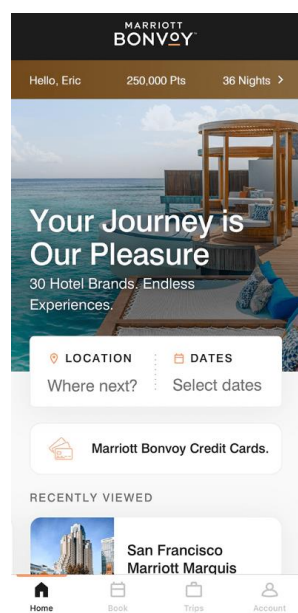 MARRIOTT
BONVOY
Hello, Eric 250,000 Pts 36 Nights >
Your Journey is
Our Pleasure
30 Hotel Brands. Endless
Experiences.
LOCATION DATES
Where next? Select dates
Marriott Bonvoy Credit Cards.
RECENTLY VIEWED
San Francisco
Marriott Marquis
Home Book Trips Account